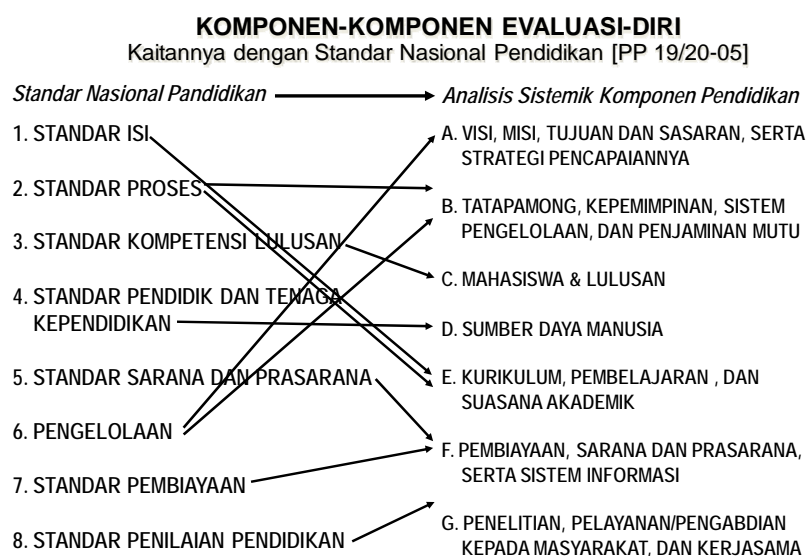 KOMPONEN-KOMPONEN EVALUASI-DIRI
Kaitannya dengan Standar Nasional Pendidikan [PP 19/20-05]
Standar Nasional Pandidikan
1. STANDAR ISI
2. STANDAR PROSES
3. STANDAR KOMPETENSI LULUSAN
4. STANDAR PENDIDIK DAN TENAGA
KEPENDIDIKAN
5. STANDAR SARANA DAN PRASARANA
6. PENGELOLAAN
7. STANDAR PEMBIAYAAN
8. STANDAR PENILAIAN PENDIDIKAN
Analisis Sistemik Komponen Pendidikan
A. VISI, MISI, TUJUAN DAN SASARAN, SERTA
STRATEGI PENCAPAIANNYA
B. TATAPAMONG, KEPEMIMPINAN, SISTEM
PENGELOLAAN, DAN PENJAMINAN MUTU
C. MAHASISWA & LULUSAN
D. SUMBER DAYA MANUSIA
E. KURIKULUM, PEMBELAJARAN , DAN
SUASANA AKADEMIK
F. PEMBIAYAAN, SARANA DAN PRASARANA,
SERTA SISTEM INFORMASI
G. PENELITIAN, PELAYANAN/PENGABDIAN
KEPADA MASYARAKAT, DAN KERJASAMA